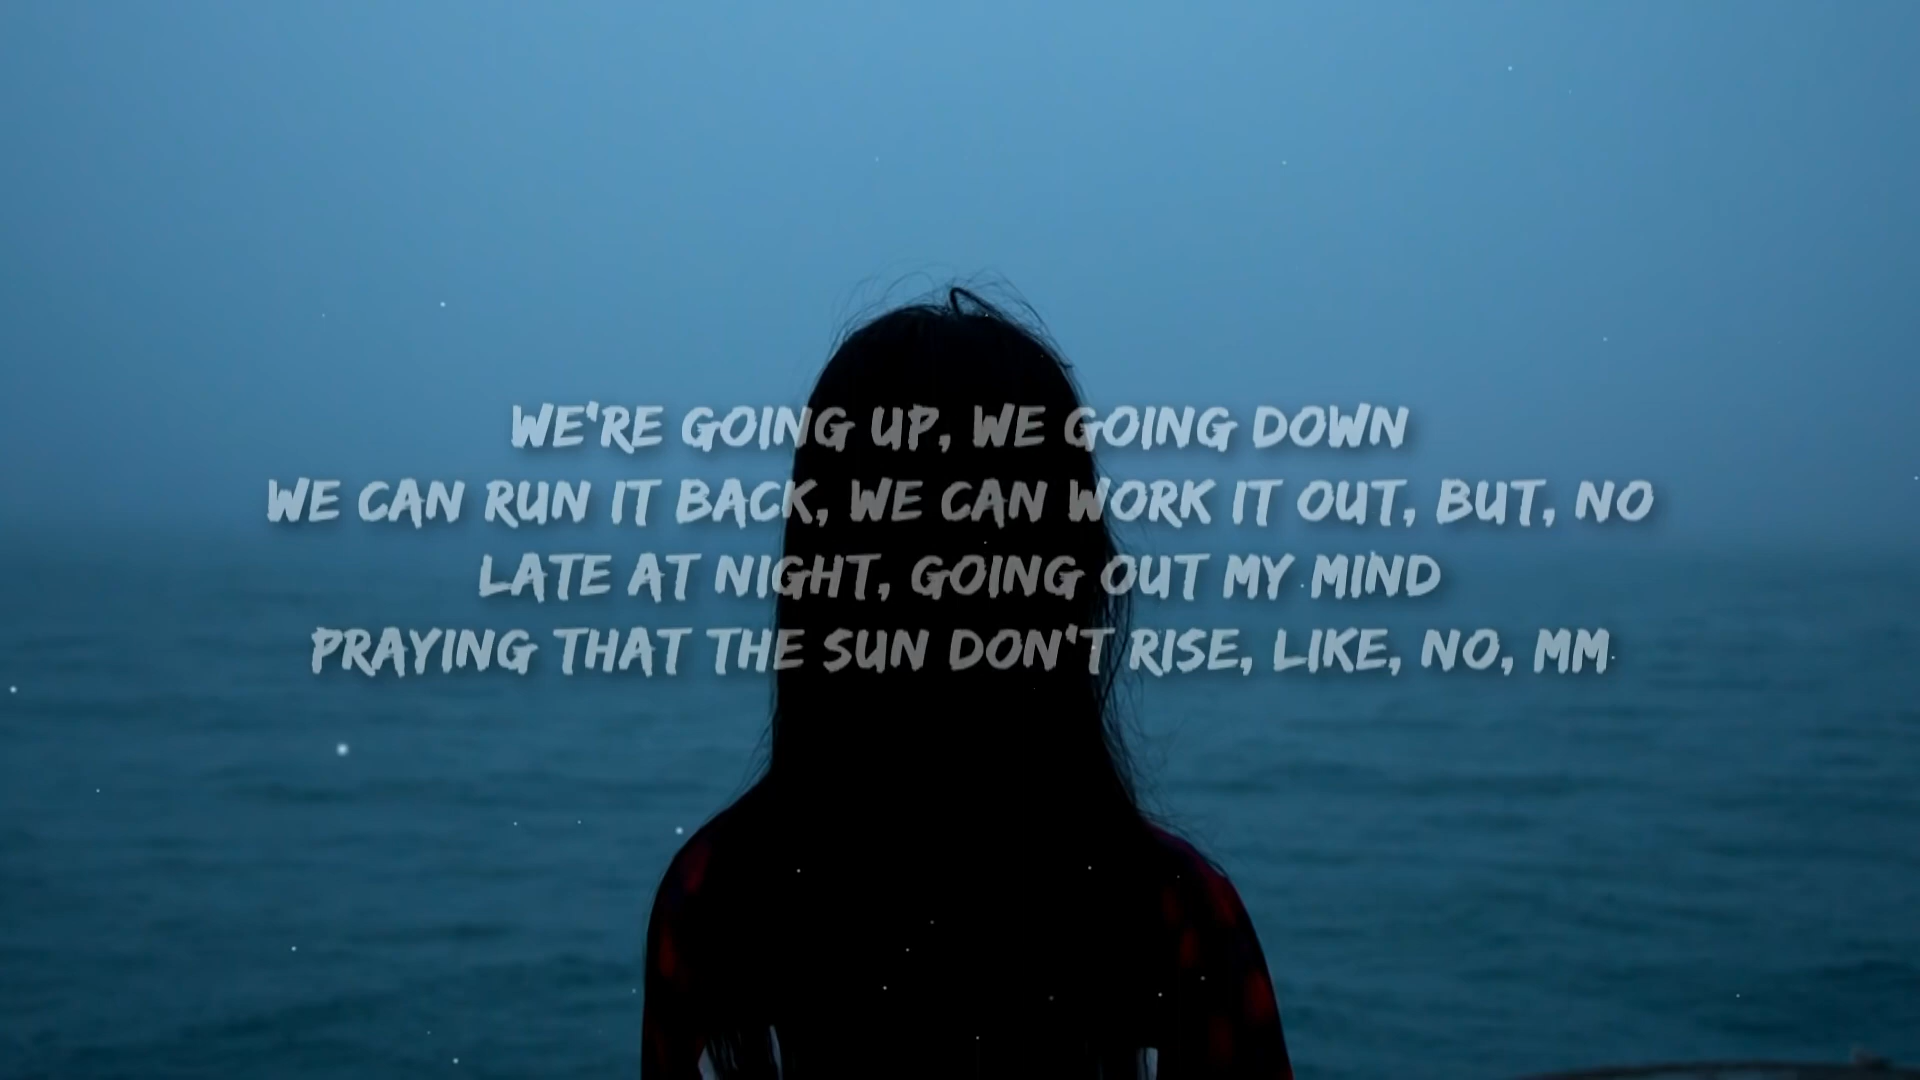 WE'RE GOING UP, WE GOING DOWN
WE CAN RUN IT BACK, WE CAN WORK IT OUT, BUT, NO
LATE AT NIGHT, GOING OUT MY MIND
PRAYING THAT THE SUN DON'T RISE, LIKE, NO, MM